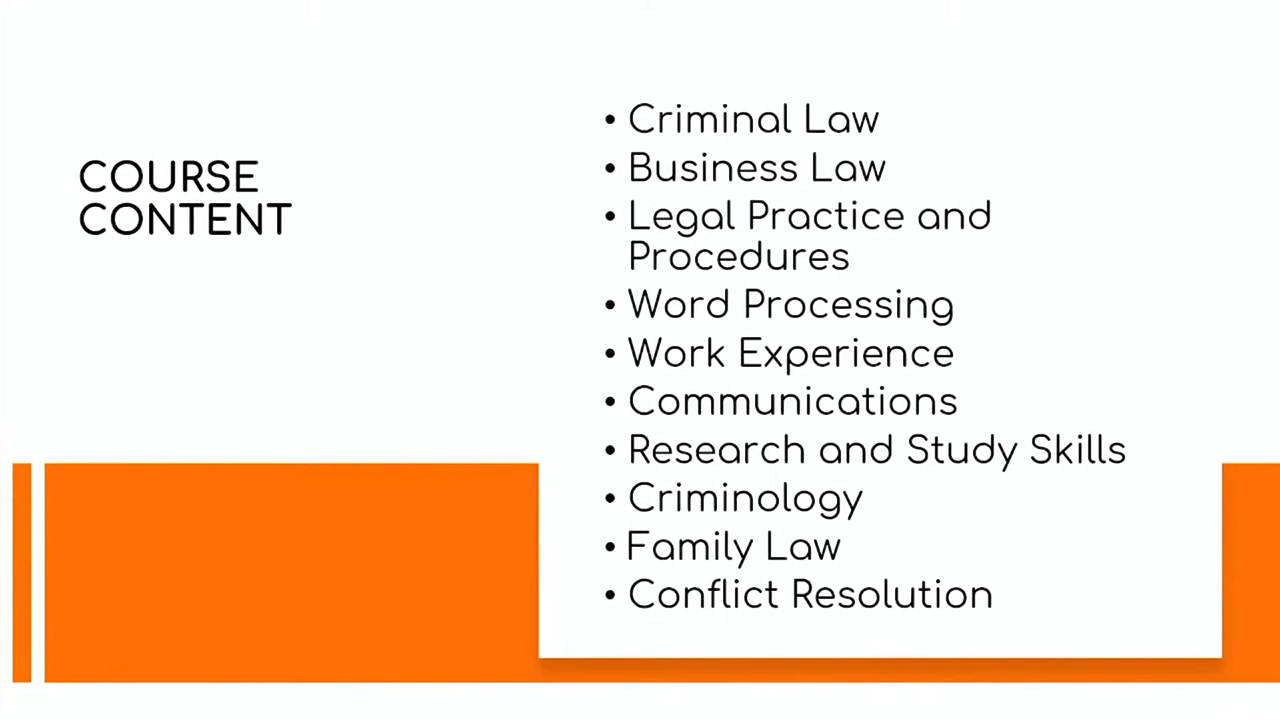 COURSE
CONTENT
• Criminal Law
• Business Law
• Legal Practice and
Procedures
• Word Processing
• Work Experience
• Communications
• Research and Study Skills
• Criminology
• Family Law
• Conflict Resolution